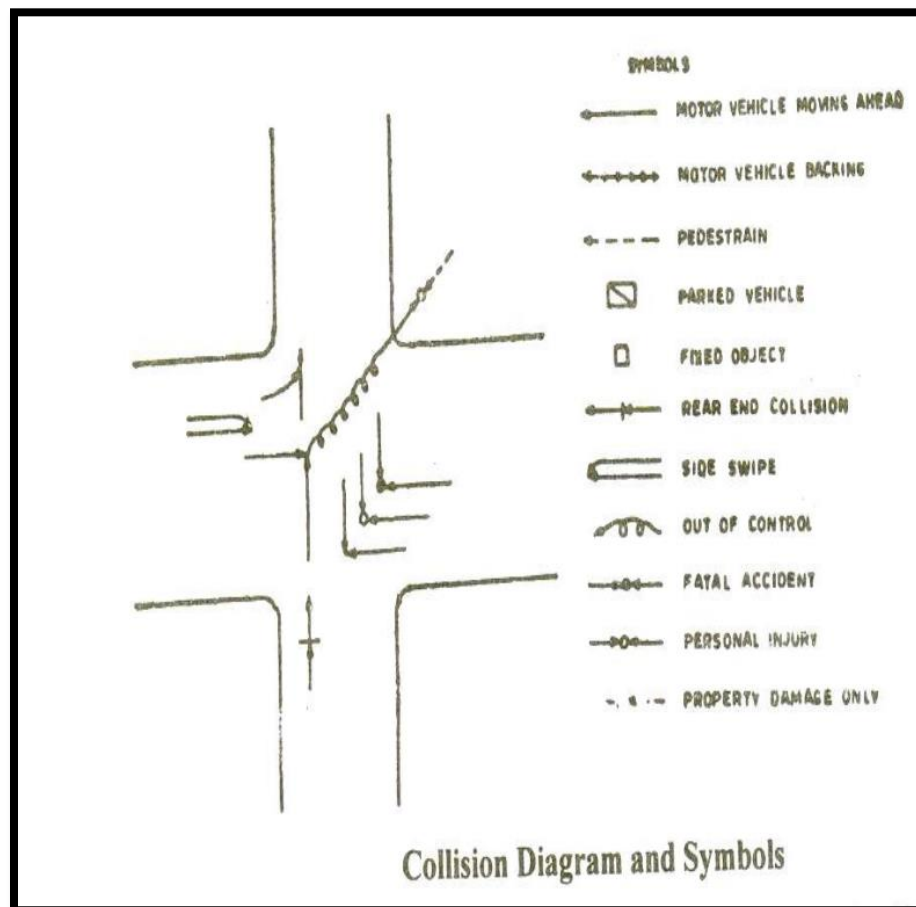 SYMBOLS
MOTOR VEHICLE MOVING AHEAD
MOTOR VEHICLE BACKING
PEDESTRAIN
PARKED VEHICLE
FIXED OBJECT
REAR END COLLISION
SIDE SWIPE
OUT OF CONTROL
FATAL ACCIDENT
PERSONAL INJURY
PROPERTY DAMAGE ONLY
Collision Diagram and Symbols